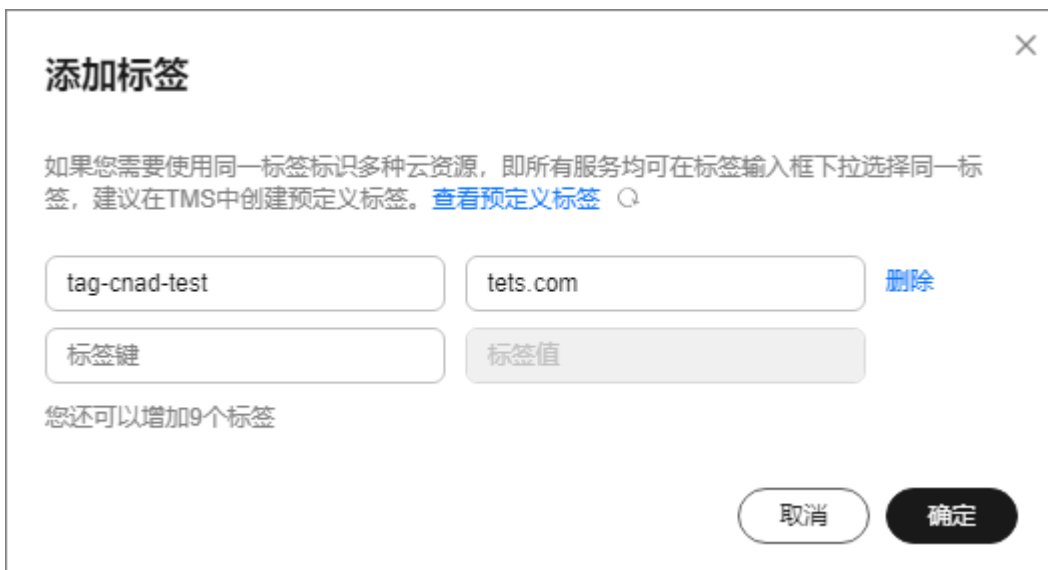 添加标签
如果您需要使用同一标签标识多种云资源，即所有服务均可在标签输入框下拉选择同一标
签，建议在TMS中创建预定义标签。查看预定义标签
tag-cnad-test tets.com 删除
标签键 标签值
您还可以增加9个标签
取消 确定